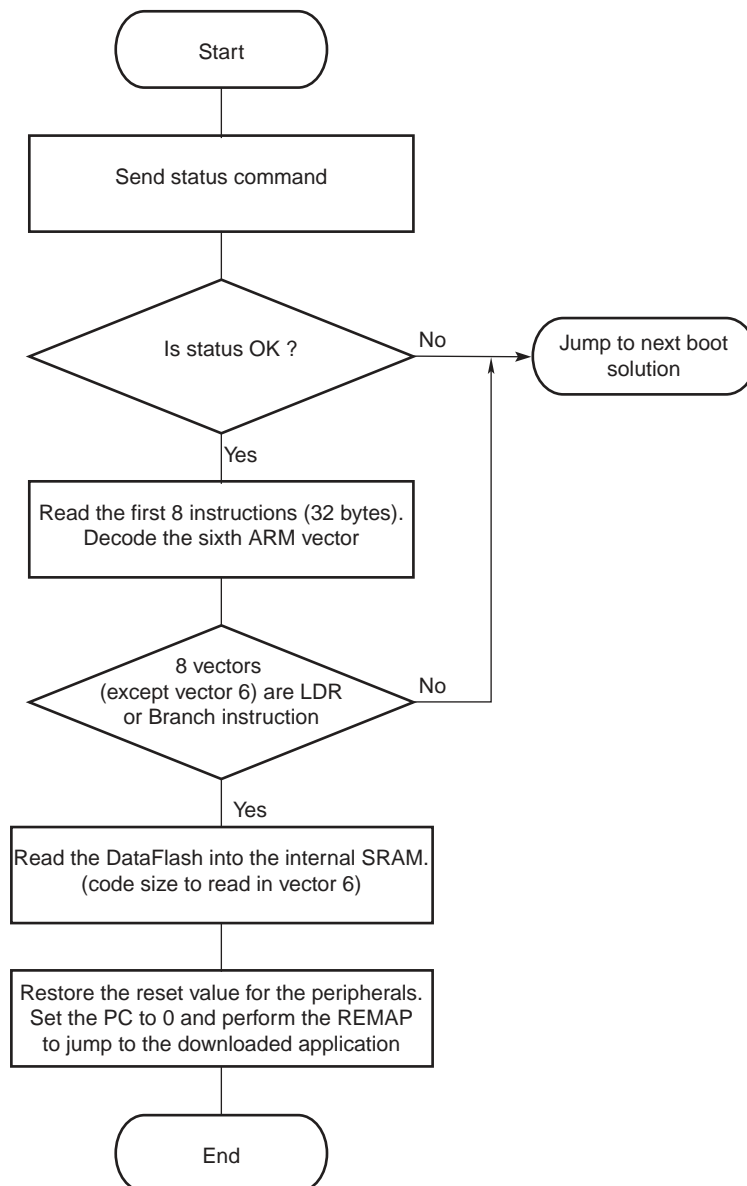 Start
Send status command
Is status OK ?
No
Jump to next boot
solution
Yes
Read the first 8 instructions (32 bytes).
Decode the sixth ARM vector
8 vectors
(except vector 6) are LDR
or Branch instruction
No
Yes
Read the DataFlash into the internal SRAM.
(code size to read in vector 6)
Restore the reset value for the peripherals.
Set the PC to 0 and perform the REMAP
to jump to the downloaded application
End